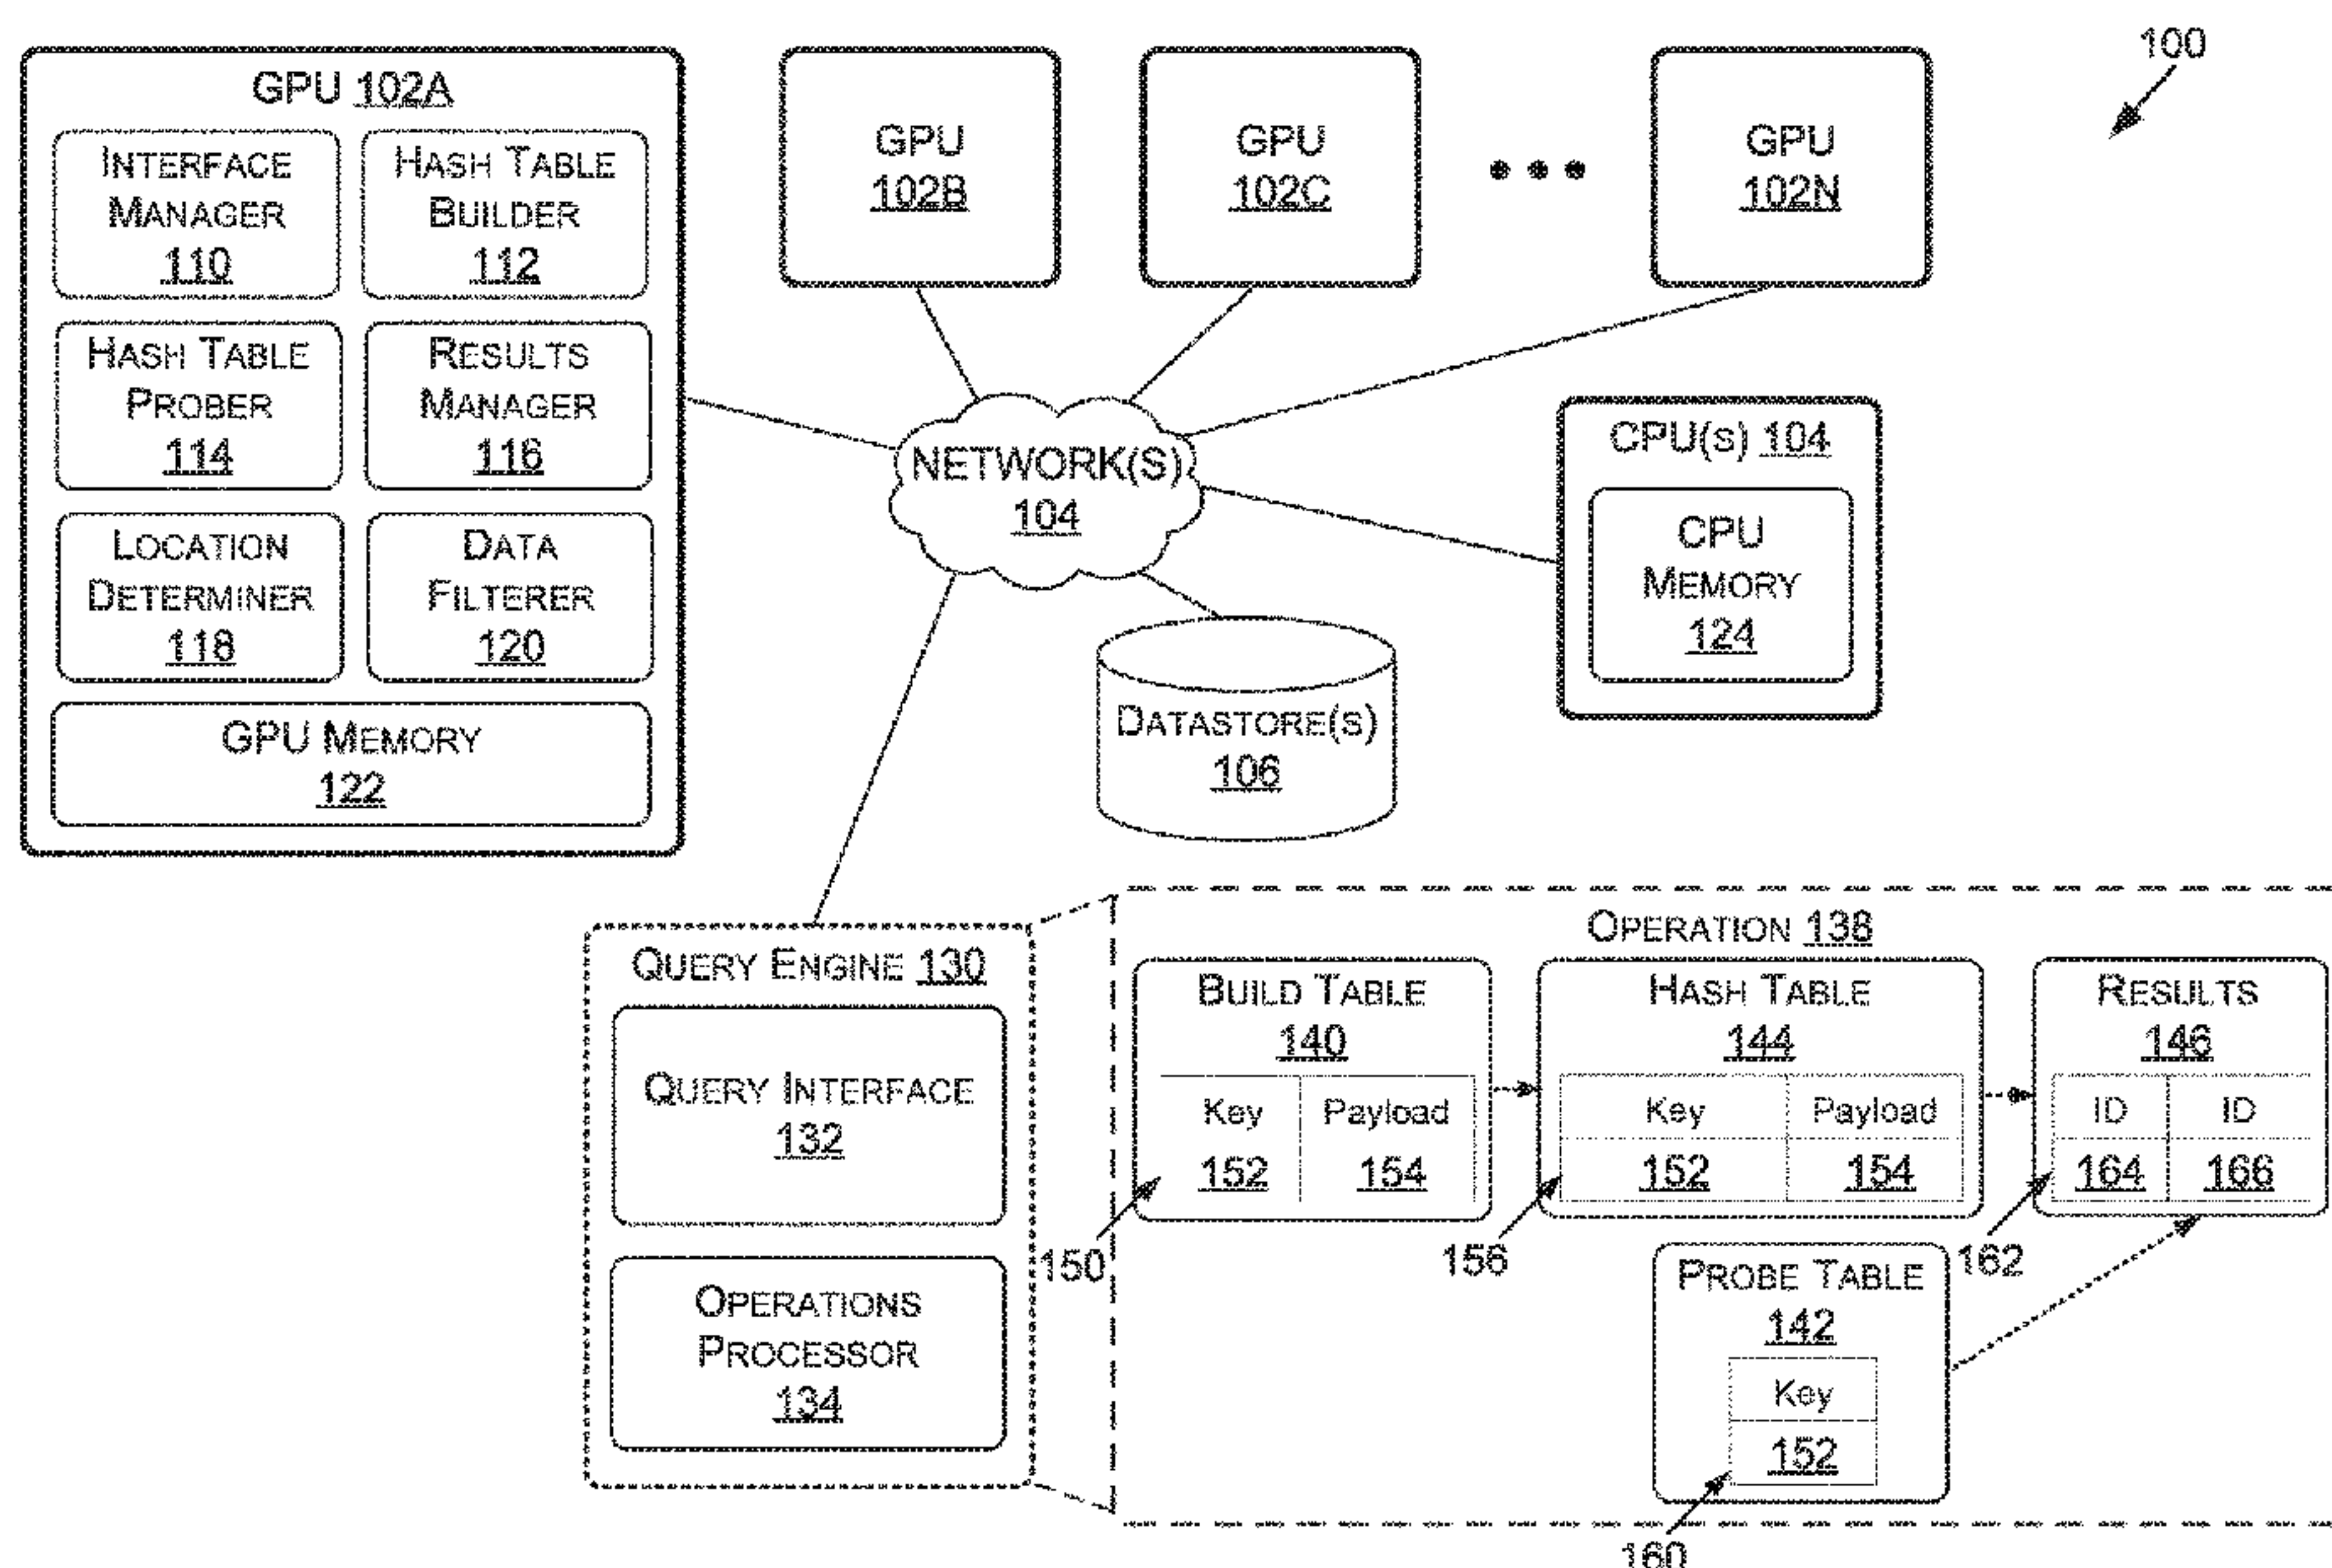 100
GPU 102A
INTERFACE
MANAGER
110
HASH TABLE
BUILDER
112
HASH TABLE
PROBER
114
RESULTS
MANAGER
116
LOCATION
DETERMINER
118
DATA
FILTERER
120
GPU MEMORY
122
GPU
102B
GPU
102C
GPU
102N
NETWORK(S)
104
CPU(S) 104
CPU
MEMORY
124
DATASTORE(S)
106
QUERY ENGINE 130
QUERY INTERFACE
132
OPERATIONS
PROCESSOR
134
OPERATION 138
BUILD TABLE
140
Key Payload
152 154
150
HASH TABLE
144
Key Payload
152 154
156
RESULTS
146
ID ID
164 166
162
PROBE TABLE
142
Key
152
160